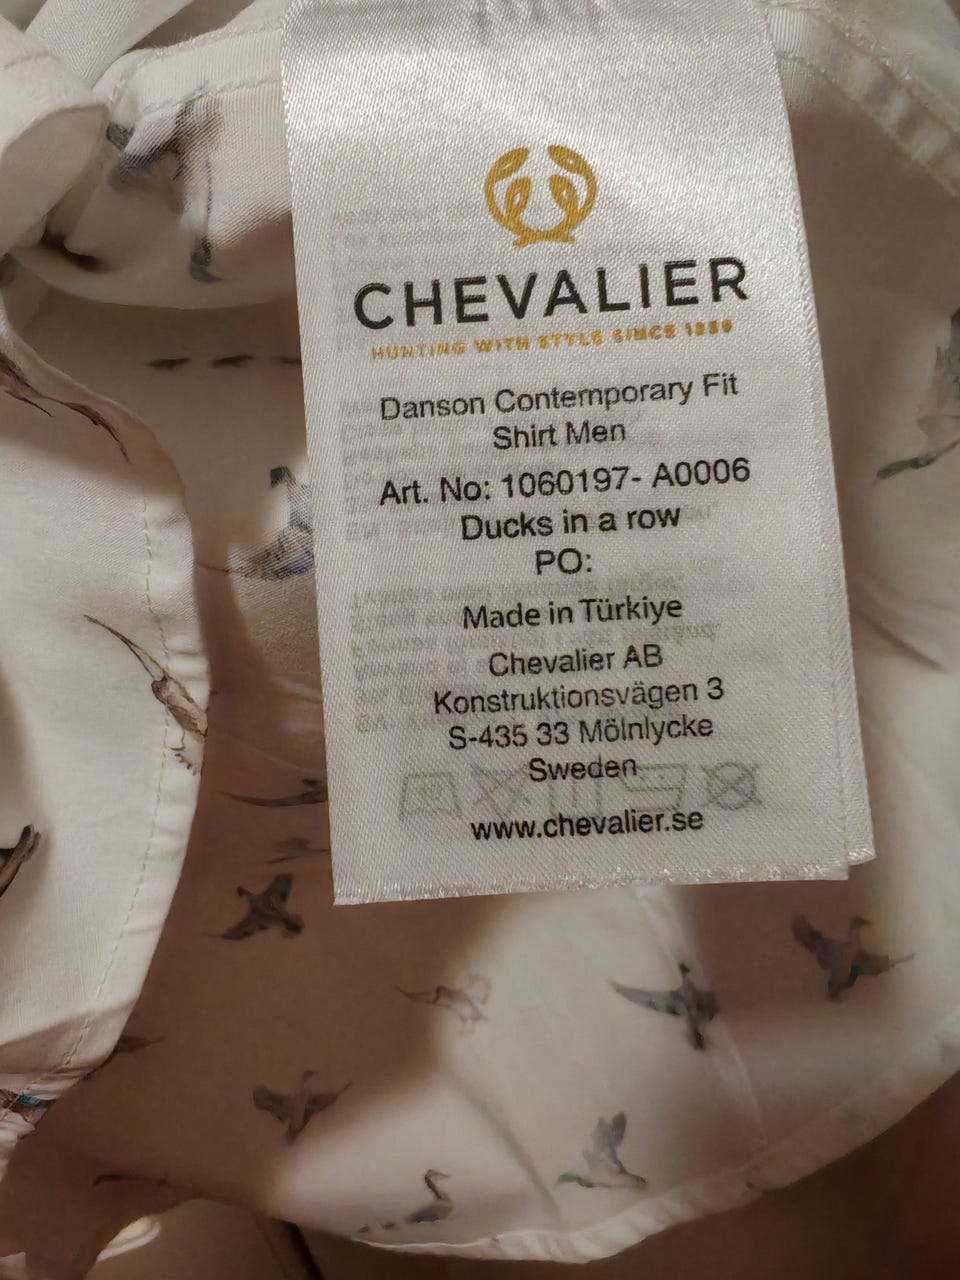 CHEVALIER
HUNTING WITH STYLE SINCE 1889
Danson Contemporary Fit
Shirt Men
Art. No: 1060197- A0006
Ducks in a row
PO:
Made in Türkiye
Chevalier AB
Konstruktionsvägen 3
S-435 33 Mölnlycke
Sweden
www.chevalier.se